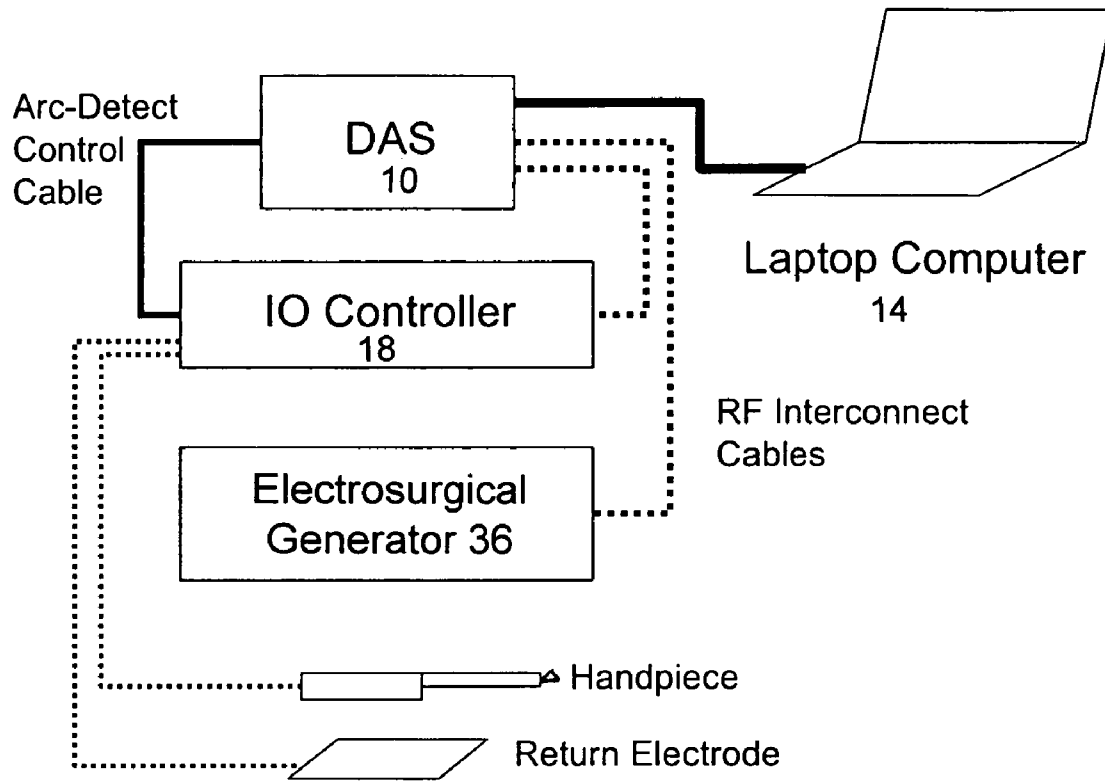 Arc-Detect
Control
Cable
DAS
10
IO Controller
18
Laptop Computer
14
RF Interconnect
Cables
Electrosurgical
Generator 36
Handpiece
Return Electrode